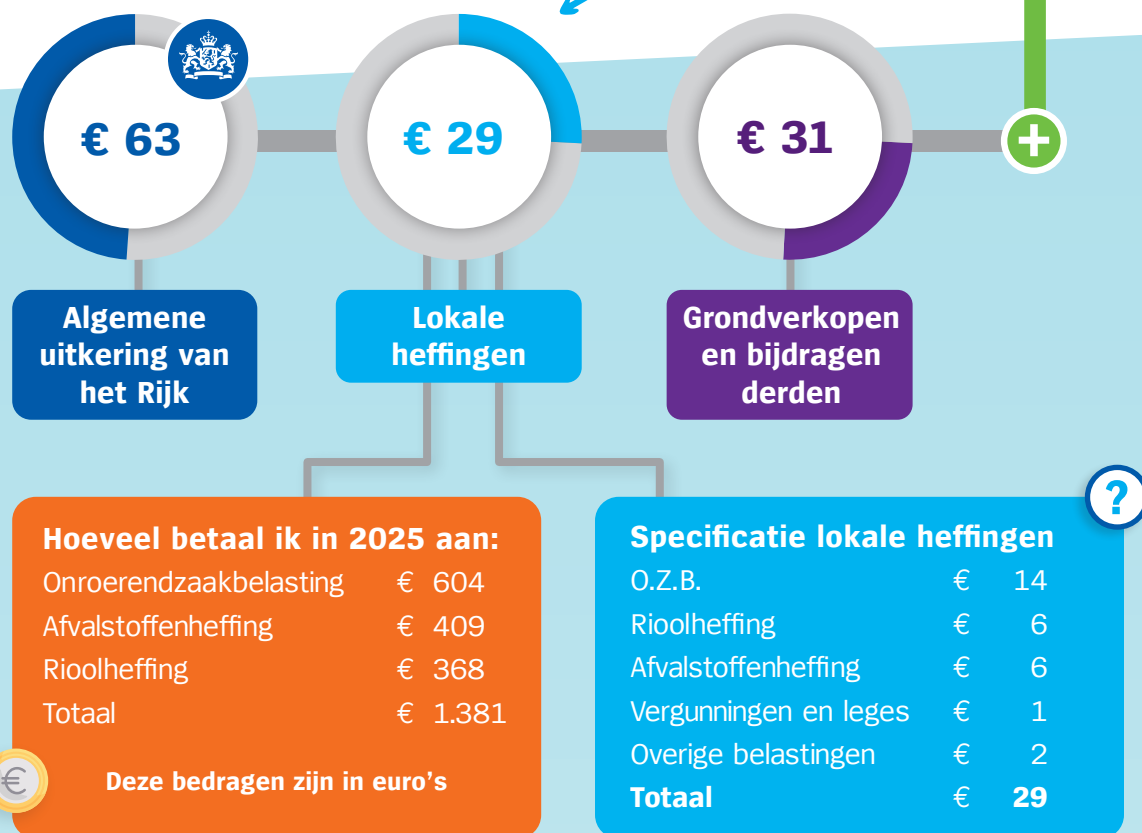 € 63
€ 29
€ 31
+
Algemene
uitkering van
het Rijk
Lokale
heffingen
Grondverkopen
en bijdragen
derden
Hoeveel betaal ik in 2025 aan:
Onroerendzaakbelasting € 604
Afvalstoffenheffing € 409
Rioolheffing € 368
Totaal € 1.381
€
Deze bedragen zijn in euro's
?
Specificatie lokale heffingen
O.Z.B. € 14
Rioolheffing € 6
Afvalstoffenheffing € 6
Vergunningen en leges € 1
Overige belastingen € 2
Totaal € 29